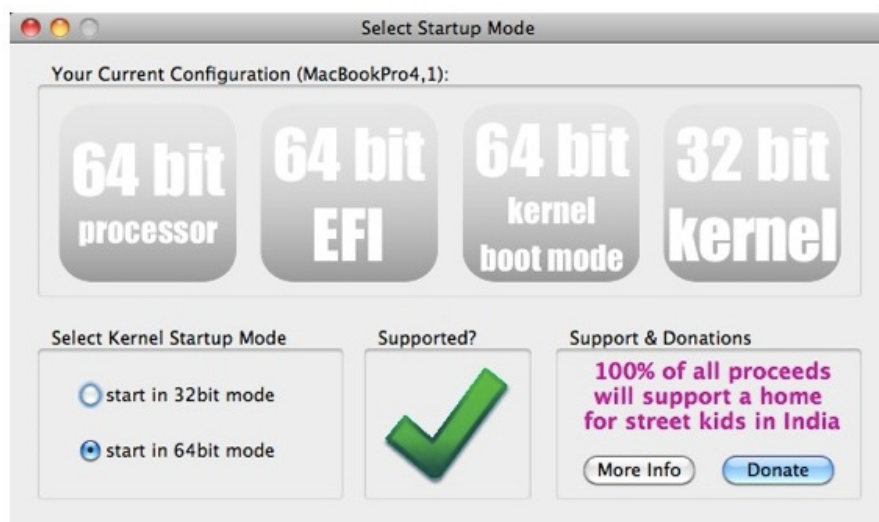 Select Startup Mode
Your Current Configuration (MacBookPro4,1):
64 bit
processor
64 bit
EFI
64 bit
kernel
boot mode
32 bit
kernel
Select Kernel Startup Mode
start in 32bit mode
start in 64bit mode
Supported?
Support & Donations
100% of all proceeds
will support a home
for street kids in India
More Info
Donate